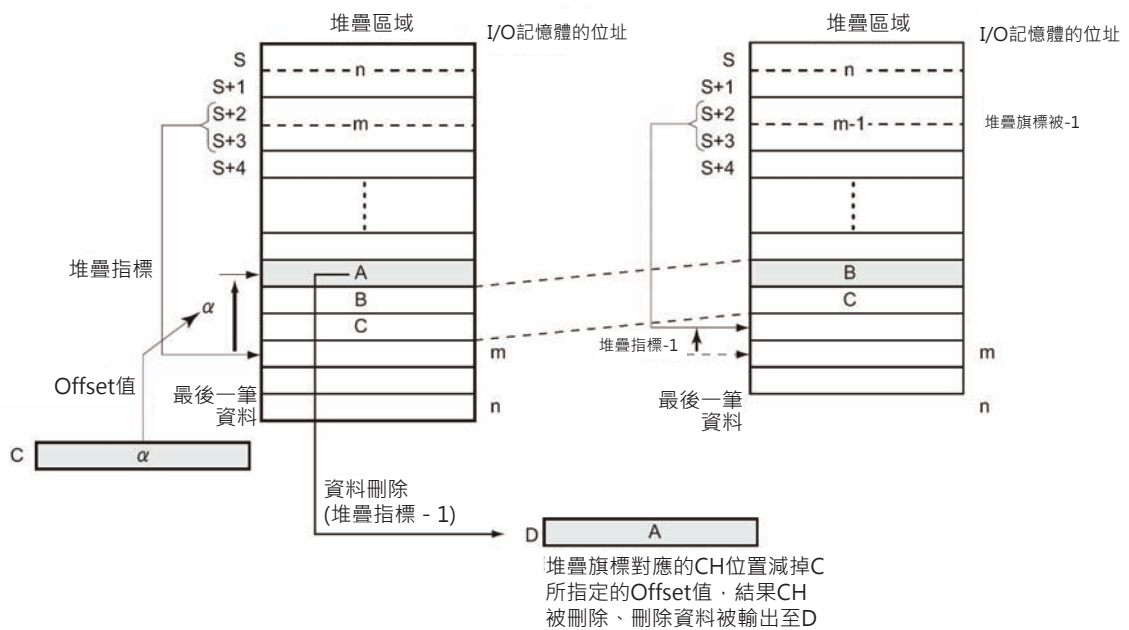 堆疊區域
I/O記憶體的位址
S
n
S+1
S+2
m
S+3
S+4
堆疊指標
A
α
B
C
m
Offset值
最後一筆
資料
n
C
α
資料刪除
(堆疊指標 - 1)
D
A
堆疊旗標對應的CH位置減掉C
所指定的Offset值，結果CH
被刪除、刪除資料被輸出至D
堆疊區域
I/O記憶體的位址
S
n
S+1
S+2
m-1
堆疊旗標被-1
S+3
S+4
B
C
堆疊指標-1
m
最後一筆
資料
n